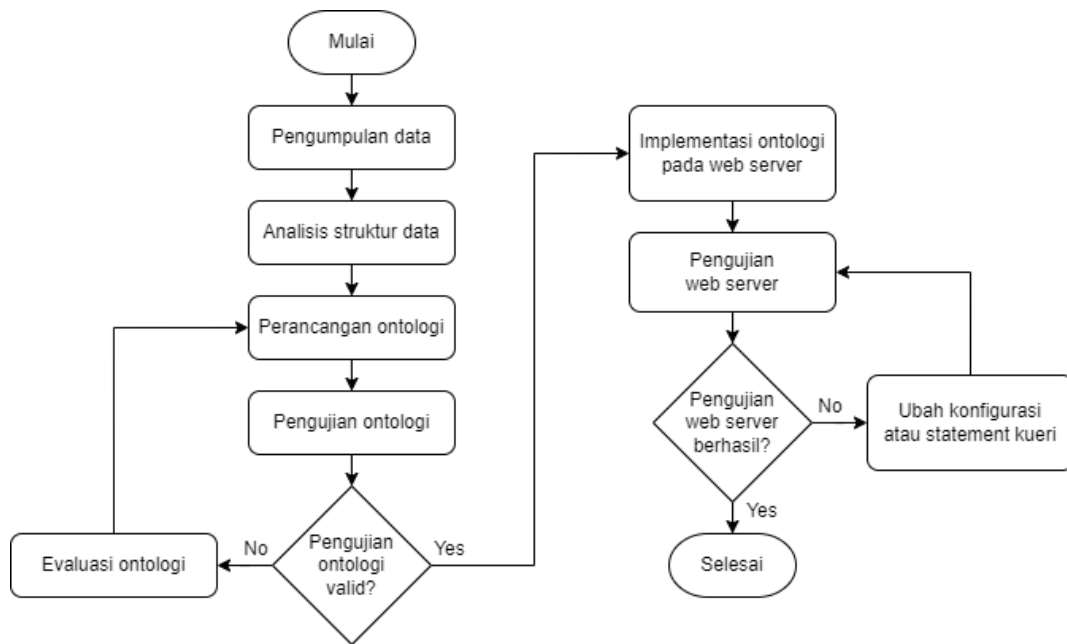 Mulai
Pengumpulan data
Analisis struktur data
Perancangan ontologi
Pengujian ontologi
Pengujian
ontologi
valid?
No
Evaluasi ontologi
Yes
Implementasi ontologi
pada web server
Pengujian
web server
Pengujian
web server
berhasil?
No
Ubah konfigurasi
atau statement kueri
Yes
Selesai